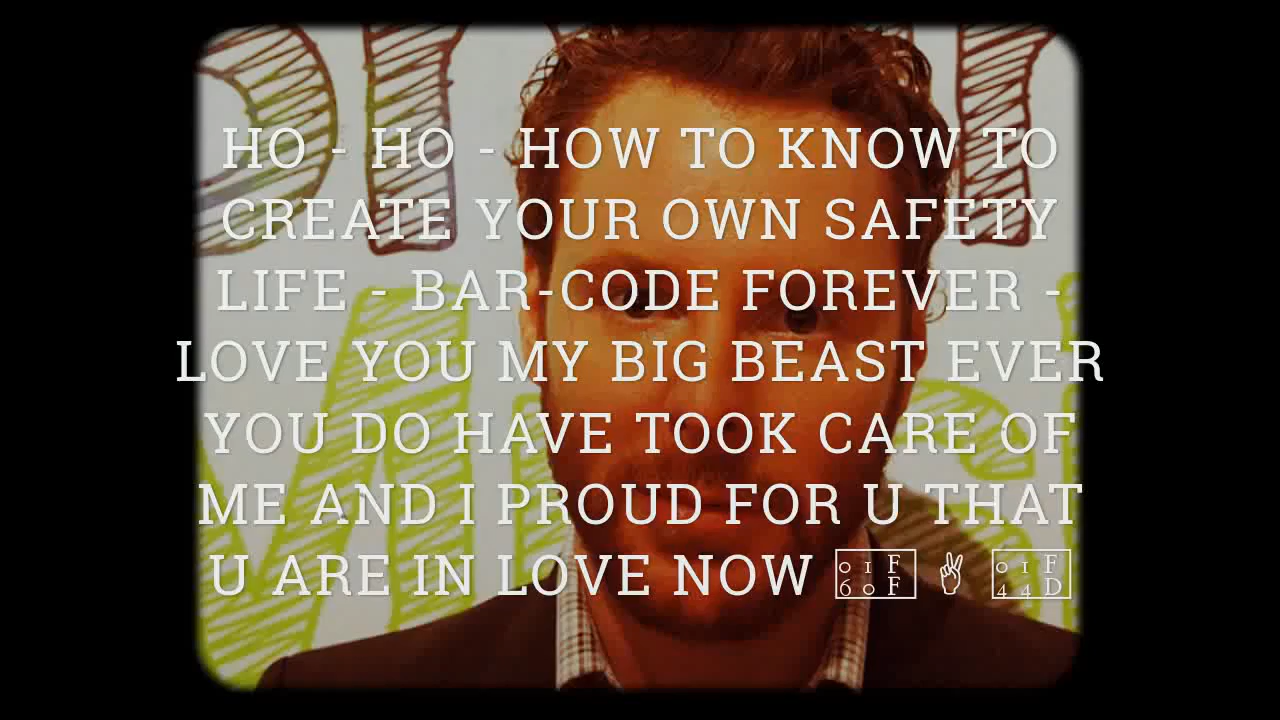 HO - HO - HOW TO KNOW TO
CREATE YOUR OWN SAFETY
LIFE - BAR-CODE FOREVER -
LOVE YOU MY BIG BEAST EVER
YOU DO HAVE TOOK CARE OF
ME AND I PROUD FOR U THAT
U ARE IN LOVE NOW 😏 ✌ 👍